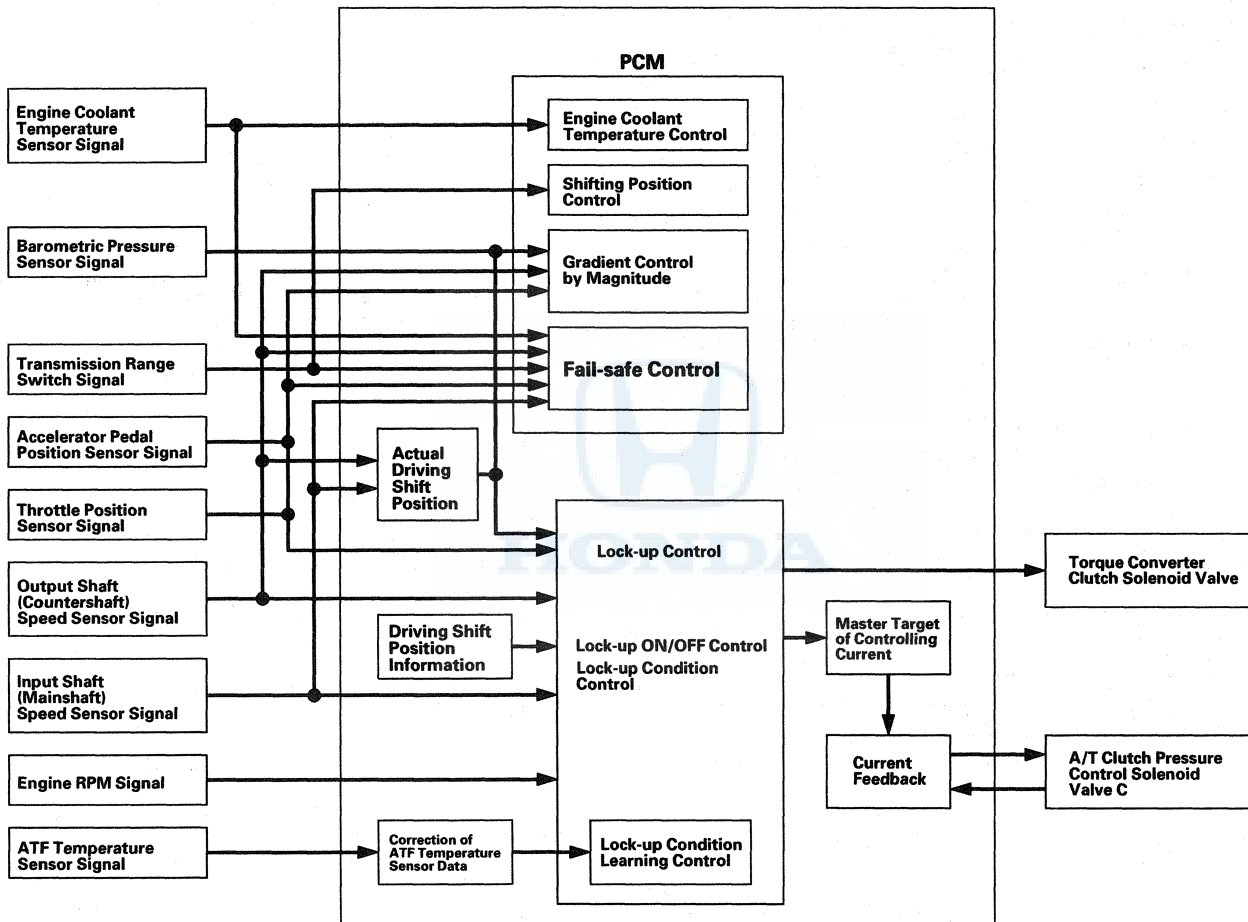 PCM
Engine Coolant
Temperature
Sensor Signal
Engine Coolant
Temperature Control
Shifting Position
Control
Barometric Pressure
Sensor Signal
Gradient Control
by Magnitude
Transmission Range
Switch Signal
Fail-safe Control
Accelerator Pedal
Position Sensor Signal
Actual
Driving
Shift
Position
Throttle Position
Sensor Signal
HONDA
Lock-up Control
Torque Converter
Clutch Solenoid Valve
Output Shaft
(Countershaft)
Speed Sensor Signal
Driving Shift
Position
Information
Lock-up ON/OFF Control
Lock-up Condition
Control
Master Target
of Controlling
Current
Input Shaft
(Mainshaft)
Speed Sensor Signal
Engine RPM Signal
Current
Feedback
A/T Clutch Pressure
Control Solenoid
Valve C
ATF Temperature
Sensor Signal
Correction of
ATF Temperature
Sensor Data
Lock-up Condition
Learning Control